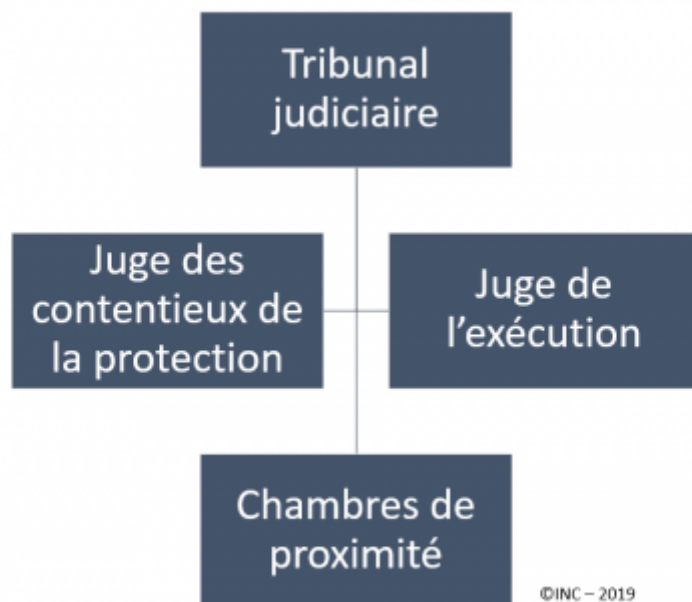 Tribunal
judiciaire
Juge des
contentieux de
la protection
Juge de
l’exécution
Chambres de
proximité
©INC – 2019